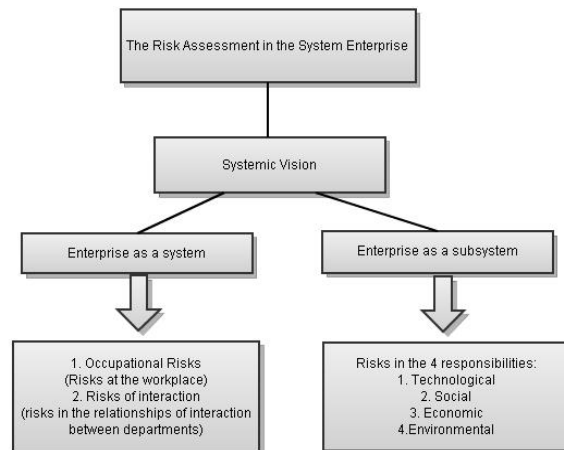 The Risk Assessment in the System Enterprise
Systemic Vision
Enterprise as a system
Enterprise as a subsystem
1. Occupational Risks
(Risks at the workplace)
2. Risks of interaction
(risks in the relationships of interaction
between departments)
Risks in the 4 responsibilities:
1. Technological
2. Social
3. Economic
4.Environmental